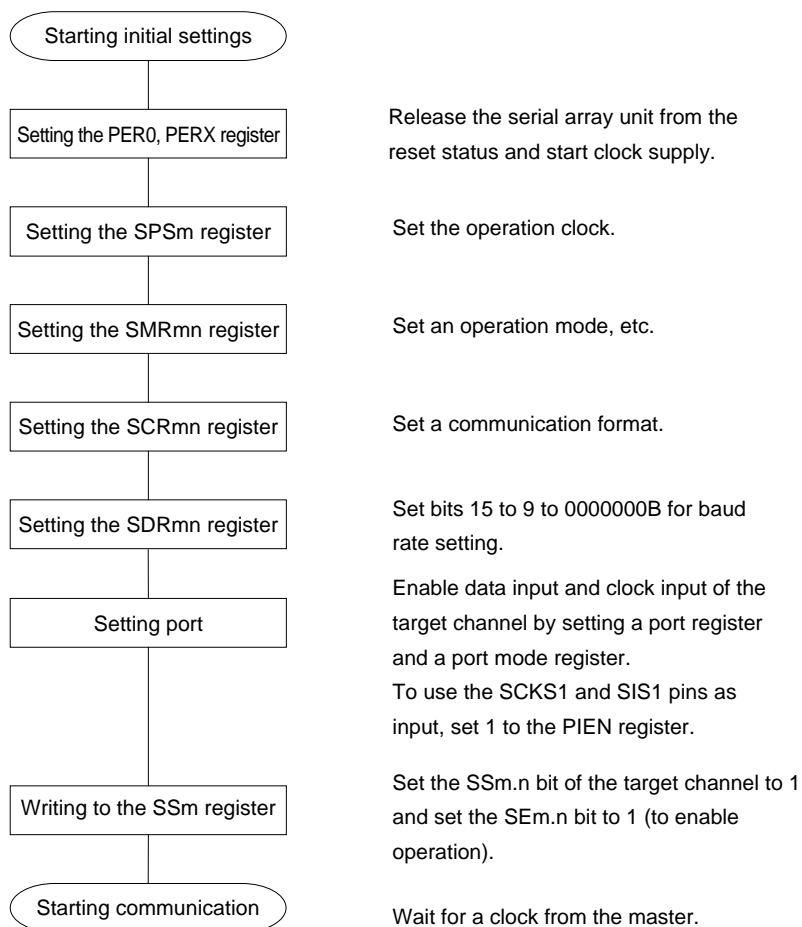 Starting initial settings
Setting the PER0, PERX register
Release the serial array unit from the
reset status and start clock supply.
Setting the SPSm register
Set the operation clock.
Setting the SMRmn register
Set an operation mode, etc.
Setting the SCRmn register
Set a communication format.
Setting the SDRmn register
Set bits 15 to 9 to 0000000B for baud
rate setting.
Setting port
Enable data input and clock input of the
target channel by setting a port register
and a port mode register.
To use the SCKS1 and SIS1 pins as
input, set 1 to the PIEN register.
Writing to the SSm register
Set the SSm.n bit of the target channel to 1
and set the SEm.n bit to 1 (to enable
operation).
Starting communication
Wait for a clock from the master.